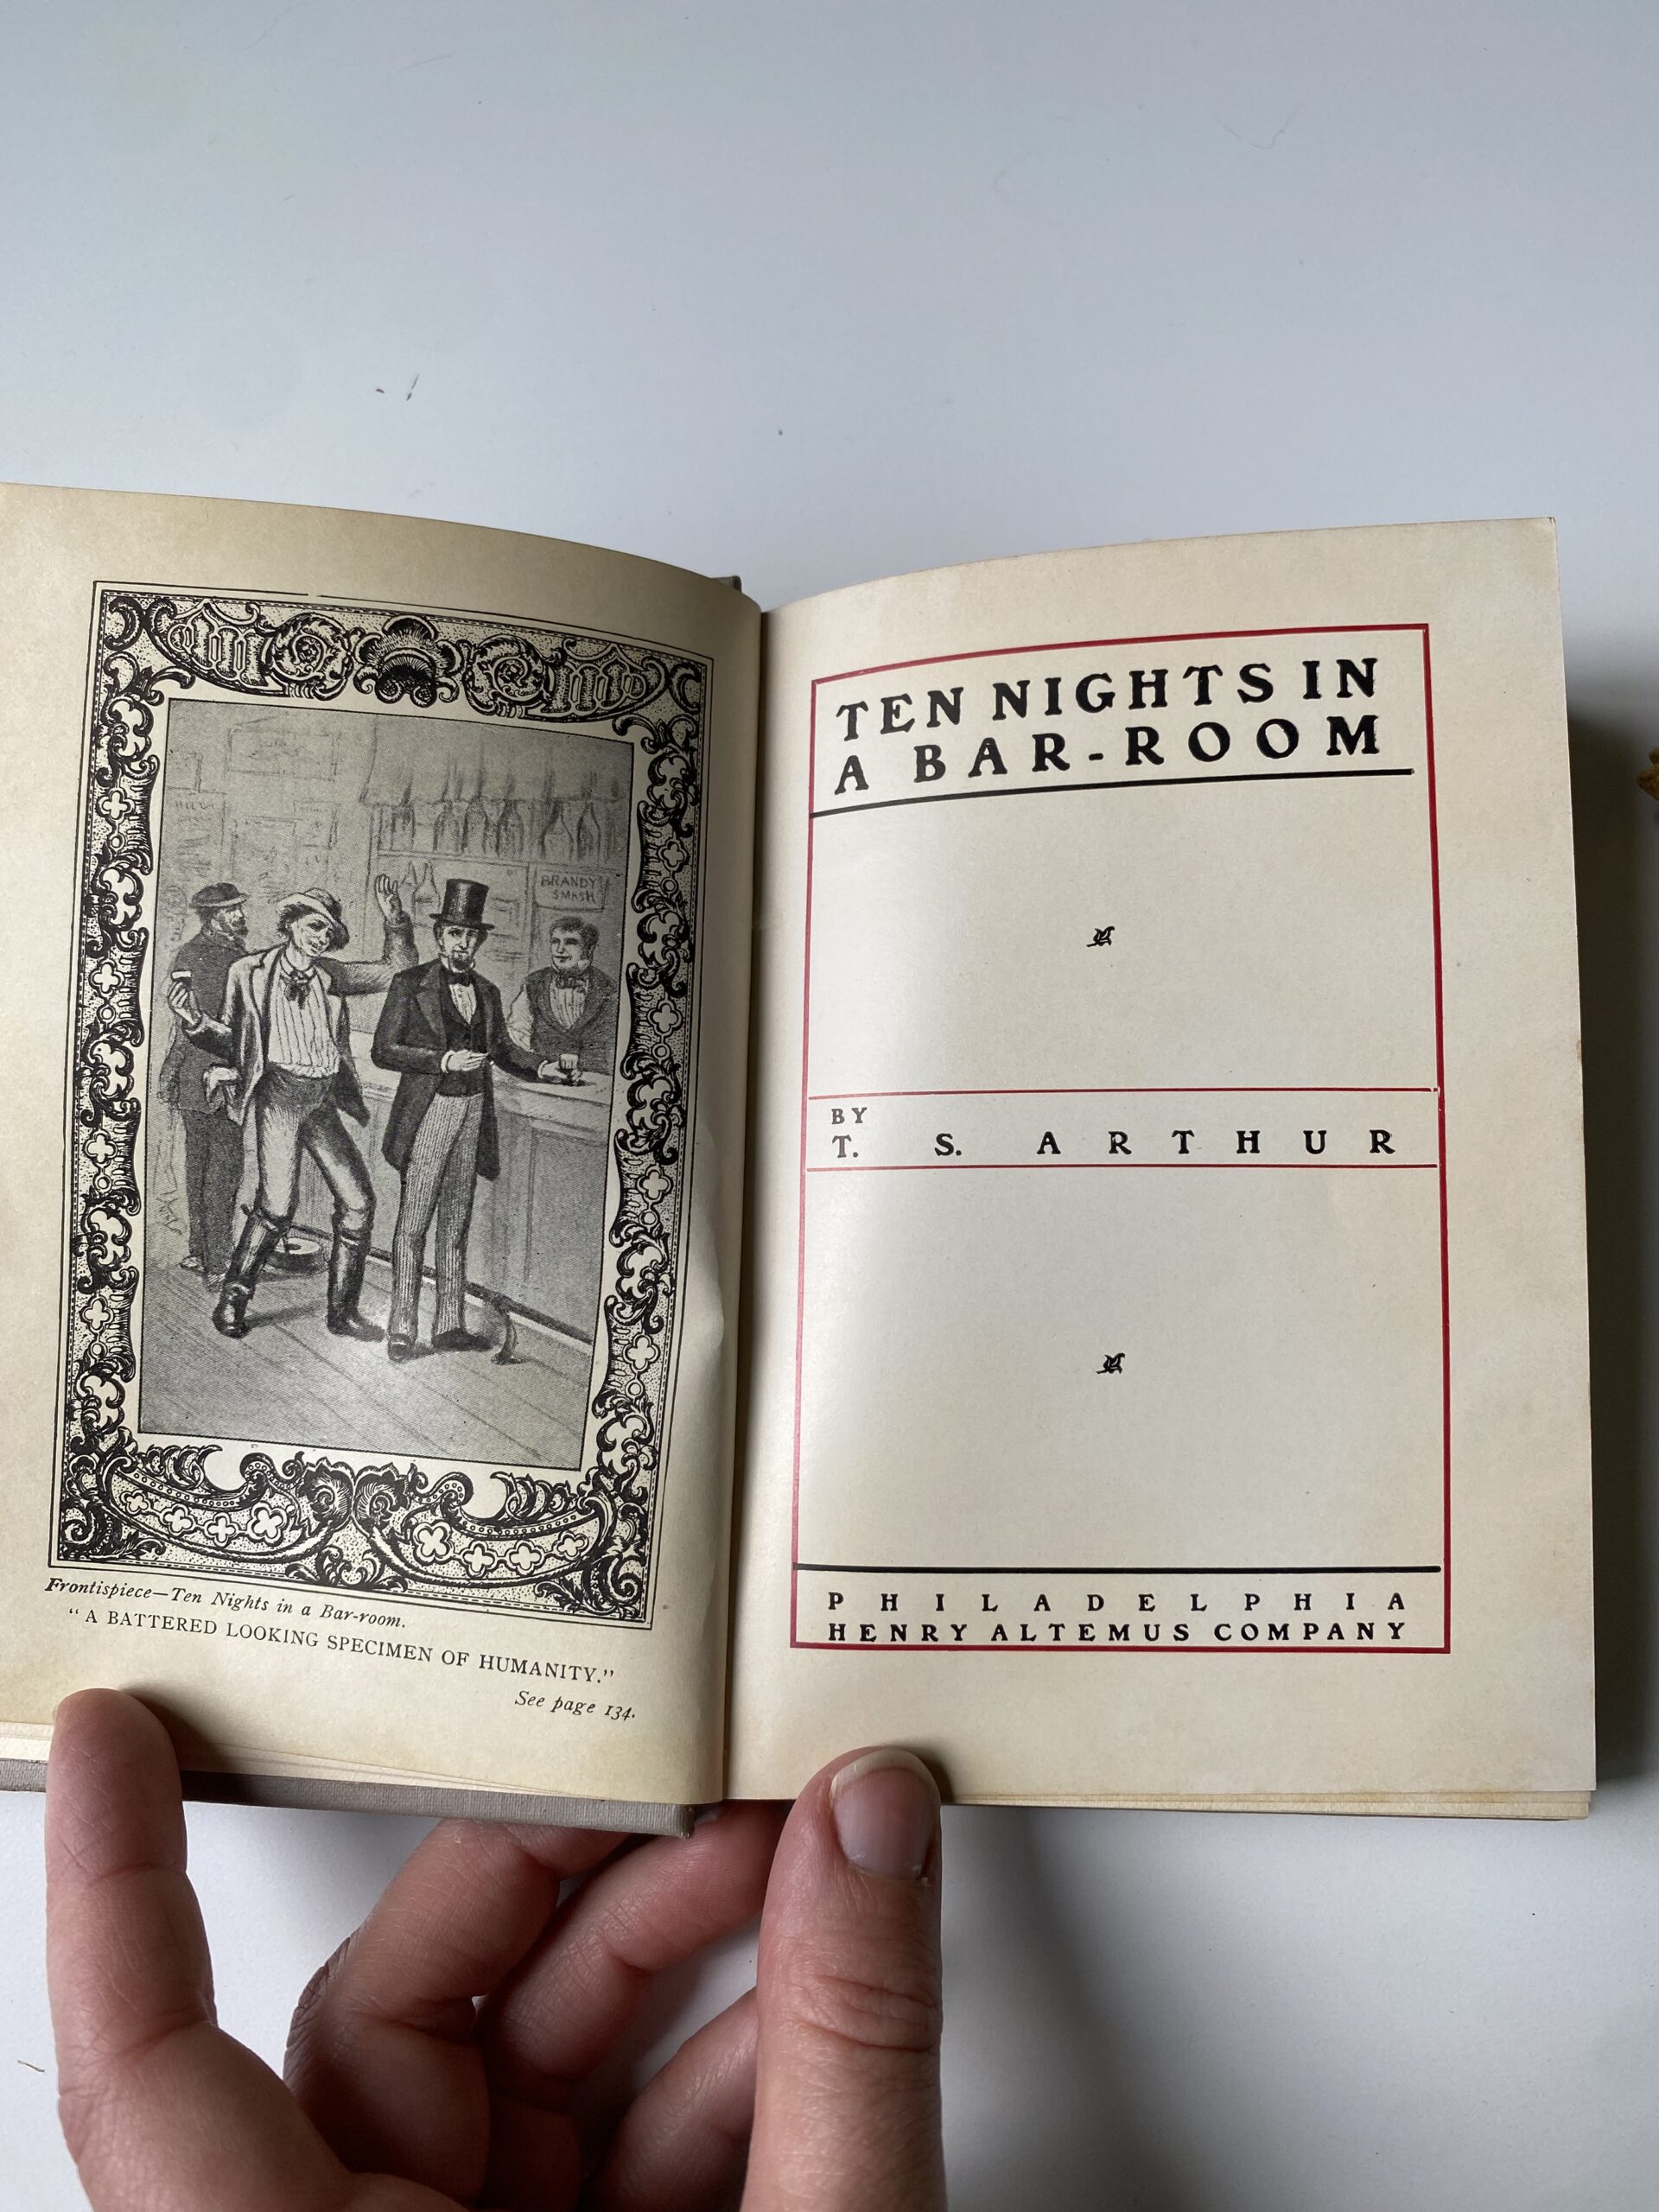 BRANDY
SMASH
Frontispiece—Ten Nights in a Bar-room.
"A BATTERED LOOKING SPECIMEN OF HUMANITY."
See page 134.
TEN NIGHTS IN
A BAR-ROOM
BY
T. S. ARTHUR
PHILADELPHIA
HENRY ALTEMUS COMPANY